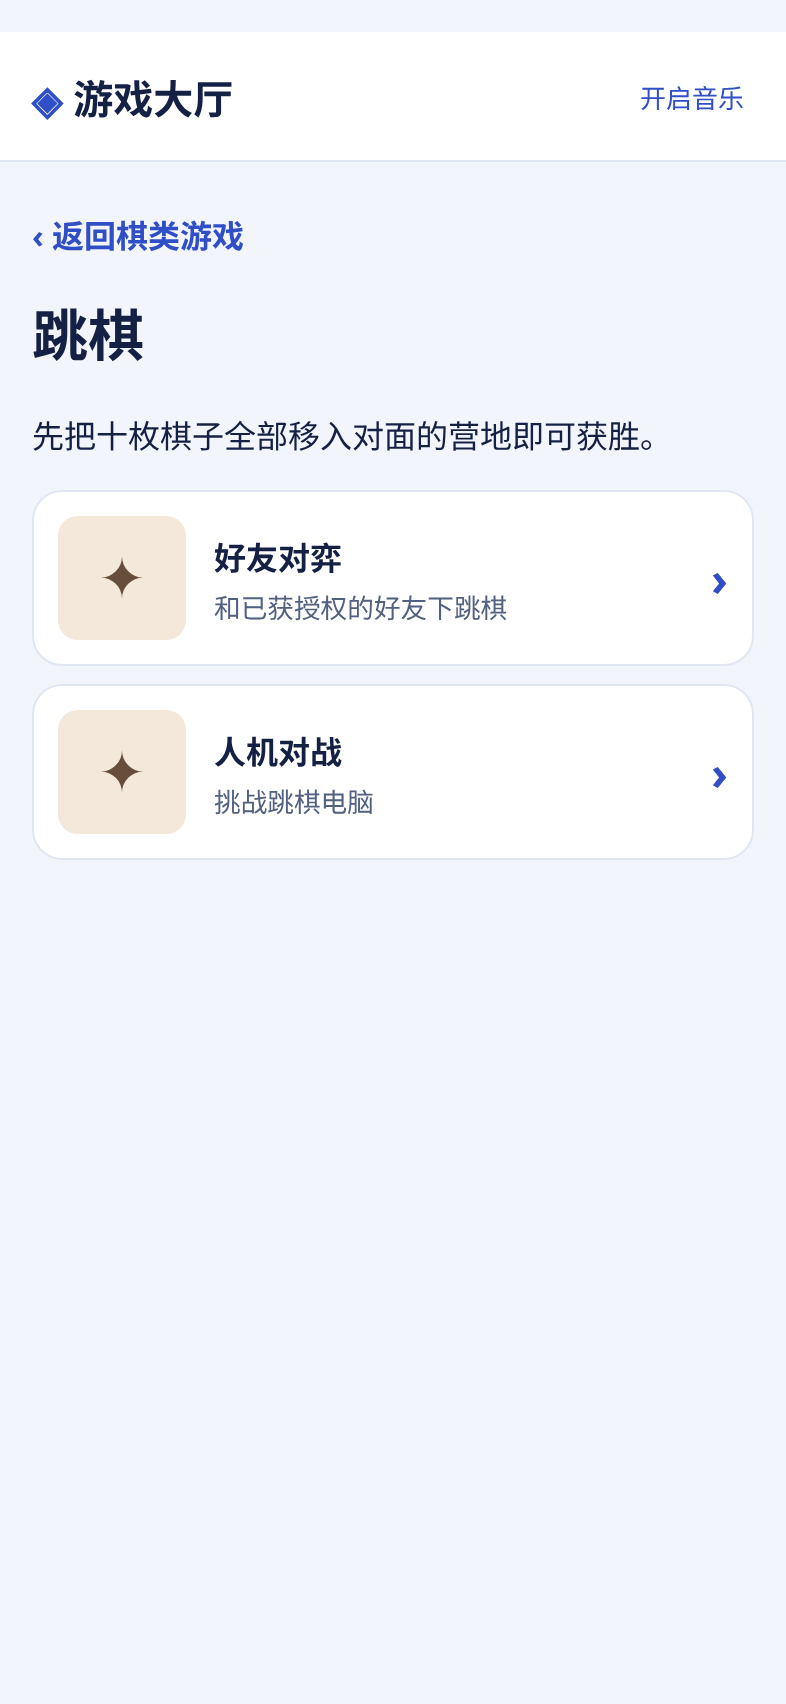 ◈ 游戏大厅
开启音乐
‹ 返回棋类游戏
跳棋
先把十枚棋子全部移入对面的营地即可获胜。
好友对弈
和已获授权的好友下跳棋
人机对战
挑战跳棋电脑